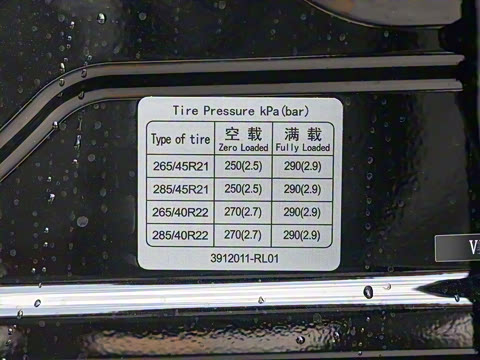 Tire Pressure kPa(bar)
Type of tire 空载 满载
Zero Loaded Fully Loaded
265/45R21 250(2.5) 290(2.9)
285/45R21 250(2.5) 290(2.9)
265/40R22 270(2.7) 290(2.9)
285/40R22 270(2.7) 290(2.9)
3912011-RL01
V